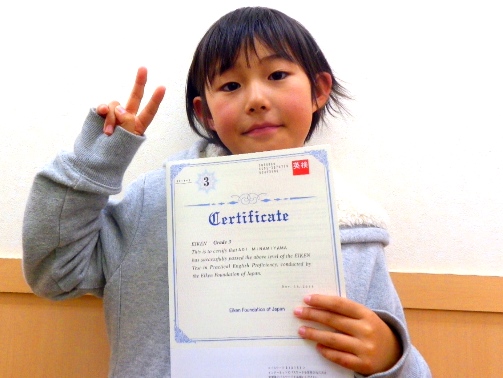 英検
3
Certificate
EIKEN Grade 3
This is to certify that MINAMIYAMA
has successfully passed the above level of the EIKEN
Test in Practical English Proficiency, conducted by
the Eiken Foundation of Japan.
Eiken Foundation of Japan